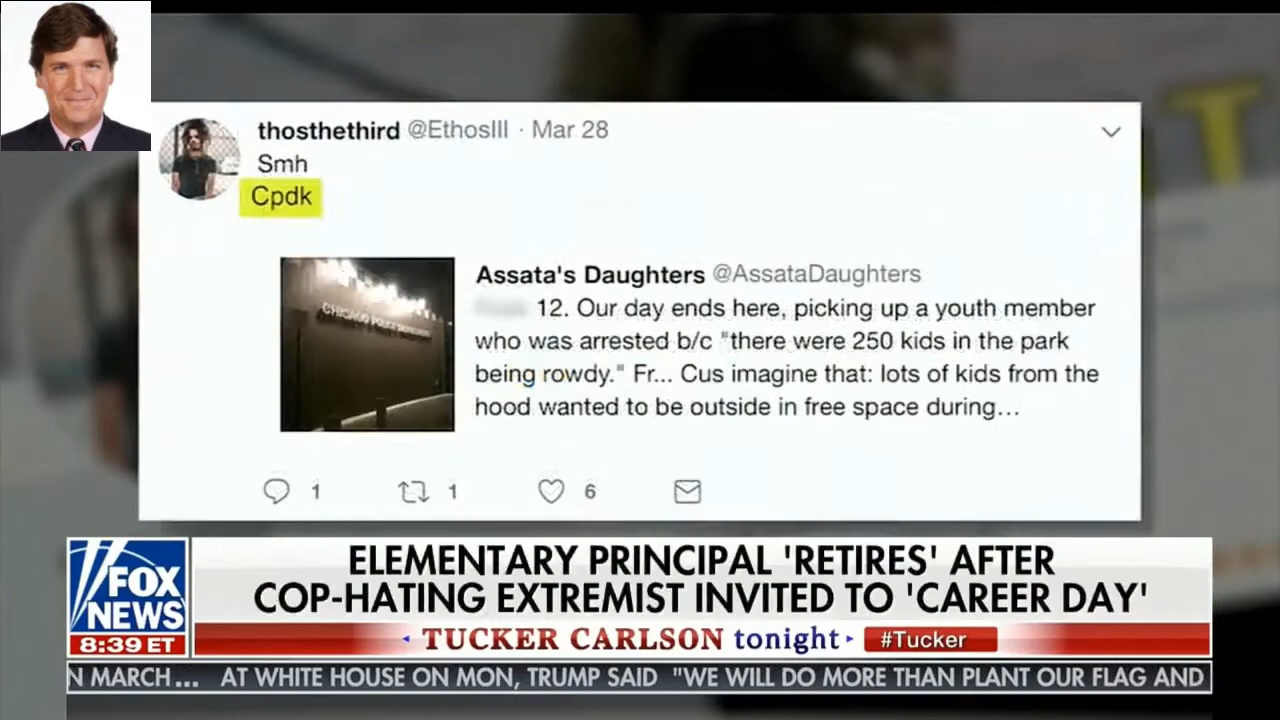 thosthethird @EthosIII · Mar 28
Smh
Cpdk
Assata's Daughters @AssataDaughters
12. Our day ends here, picking up a youth member
who was arrested b/c "there were 250 kids in the park
being rowdy." Fr... Cus imagine that: lots of kids from the
hood wanted to be outside in free space during...
CHICAGO POLICE
1 1 6
T
FOX
NEWS
8:39 ET
ELEMENTARY PRINCIPAL 'RETIRES' AFTER
COP-HATING EXTREMIST INVITED TO 'CAREER DAY'
TUCKER CARLSON tonight #Tucker
N MARCH... AT WHITE HOUSE ON MON, TRUMP SAID "WE WILL DO MORE THAN PLANT OUR FLAG AND